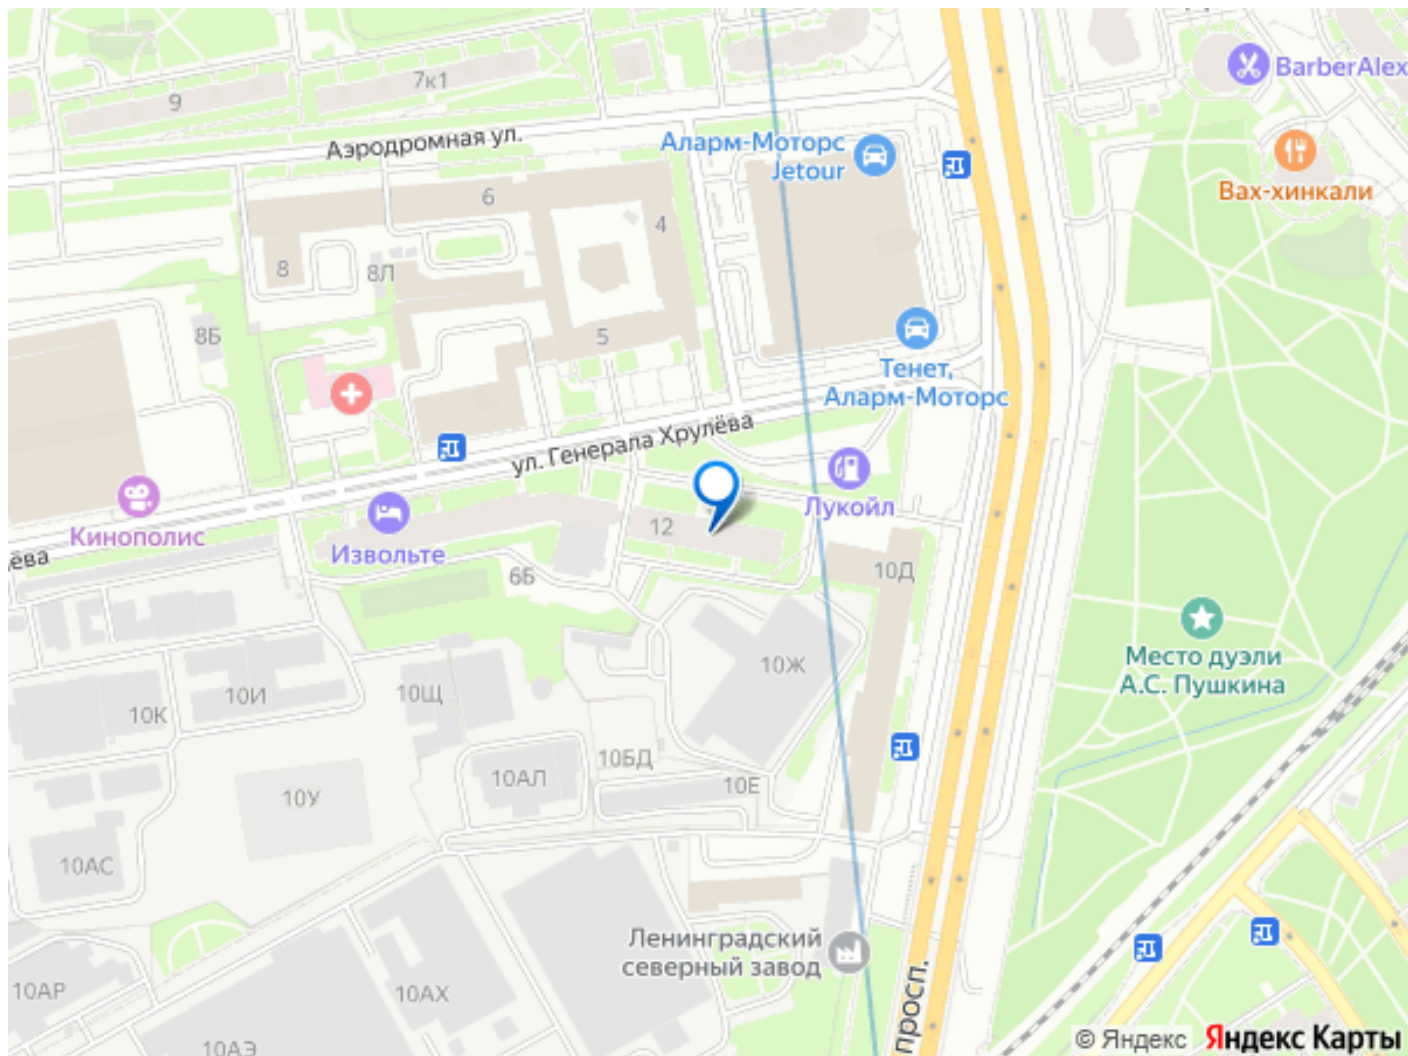 BarberAlex
7к1
9
Аэродромная ул.
Аларм-Моторс
Jetour
Вах-хинкали
6
4
8
8Л
8Б
5
Тенет,
Аларм-Моторс
ул. Генерала Хрулёва
Лукойл
Кинополис
Извольте
12
ёва
6Б
10Д
Место дуэли
А.С. Пушкина
10Ж
10И
10Щ
10К
10БД
10АЛ
10Е
10У
10АС
Ленинградский
северный завод
просп.
10АР
10АХ
10АЭ
© Яндекс Яндекс Карты